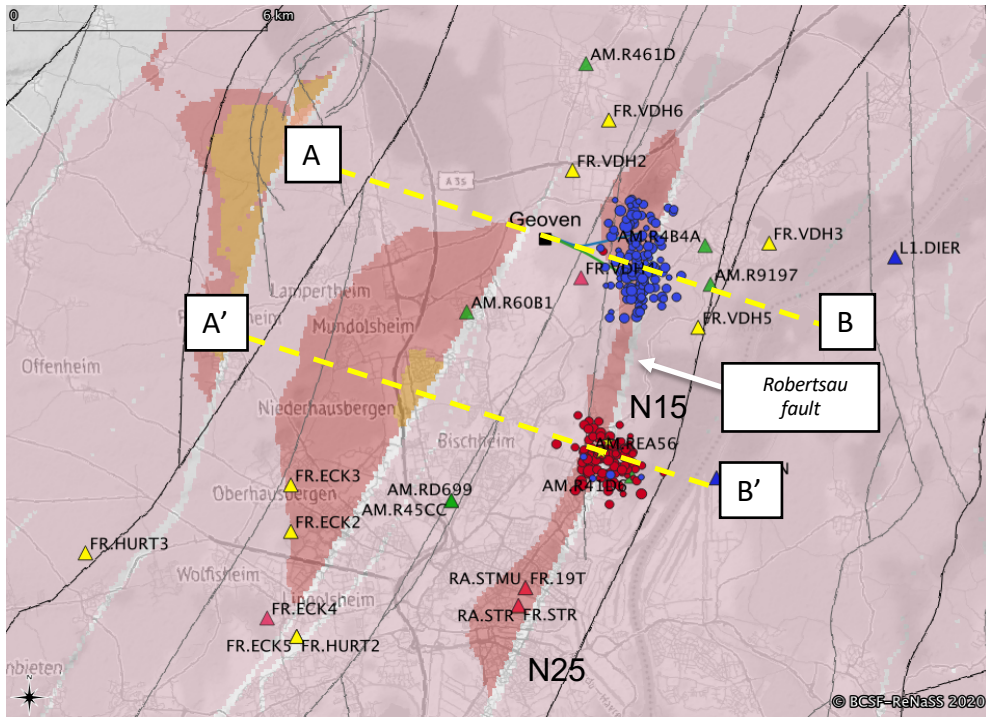 0
6 km
AM.R461D
FR.VDH6
A 35
FR.VDH2
A
Geoven
AM.R4B4A
FR.VDH3
L1.DIER
AM.R9197
Lampertheim
AM.R60B1
A'
Mundolsheim
FR.VDH5
B
Offenheim
Robertsau
fault
Niederhausbergen
N15
Bischheim
AM.REA56
FR.ECK3
Oberhausbergen
AM.RD699
AM.R45CC
AM.R41D6
B'
N
FR.ECK2
FR.HURT3
Wolfisheim
RA.STMU
FR.19T
FR.ECK4
RA.STR
FR.STR
FR.ECK5
FR.HURT2
N25
© BCSF-ReNaSS 2020